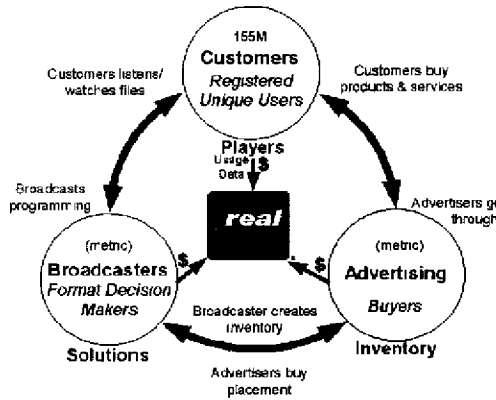 155M
Customers
Registered
Unique Users
Customers listens/
watches files
Customers buy
products & services
Players
Usage
Data
$
Broadcasts
programming
real
Advertisers ge
through
(metric)
Broadcasters
Format Decision
Makers
$
$
(metric)
Advertising
Buyers
Broadcaster creates
inventory
Solutions
Inventory
Advertisers buy
placement